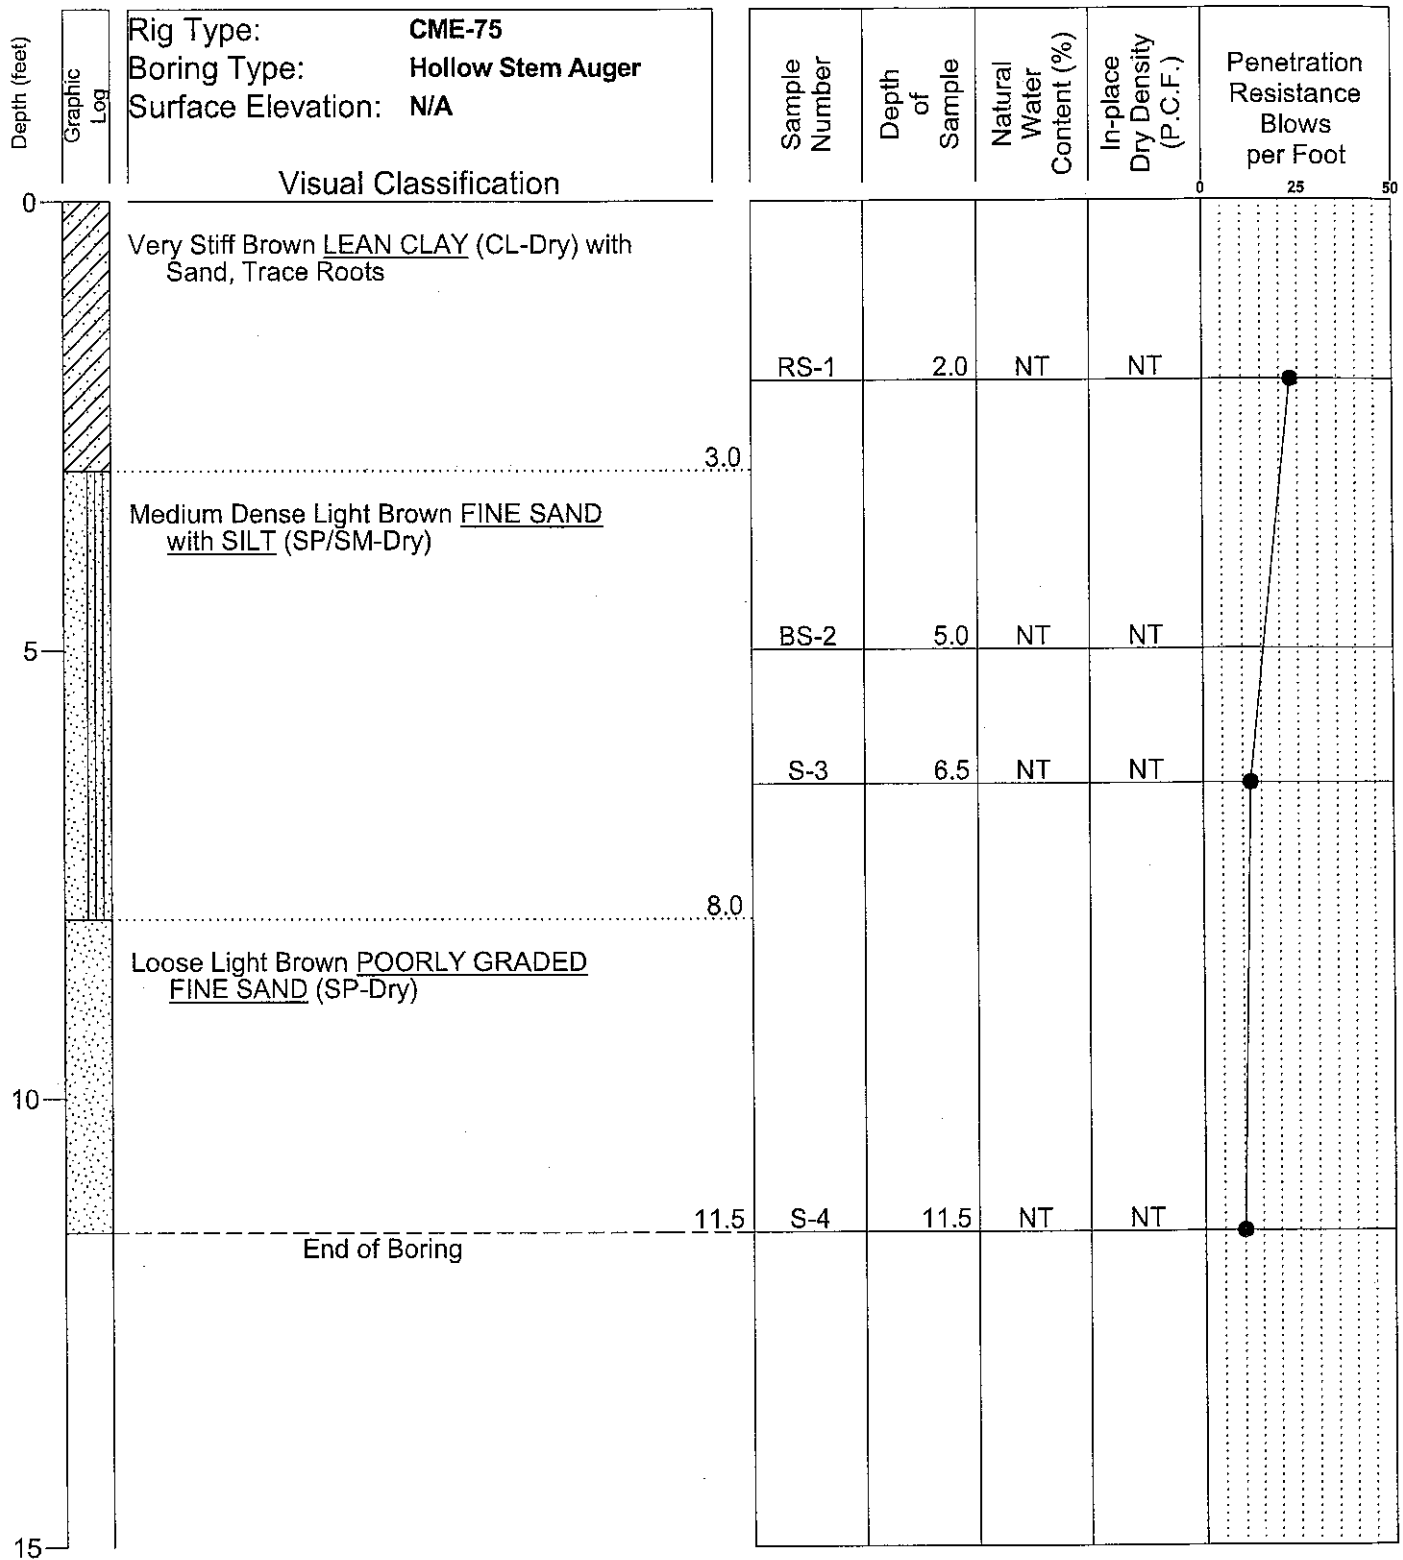 Depth (feet)
Graphic
Log
Rig Type: CME-75
Boring Type: Hollow Stem Auger
Surface Elevation: N/A
Visual Classification
Sample
Number
Depth
of
Sample
Natural
Water
Content (%)
In-place
Dry Density
(P.C.F.)
Penetration
Resistance
Blows
per Foot
0 25 50
0
Very Stiff Brown LEAN CLAY (CL-Dry) with
Sand, Trace Roots
RS-1 2.0 NT NT
3.0
Medium Dense Light Brown FINE SAND
with SILT (SP/SM-Dry)
5
BS-2 5.0 NT NT
S-3 6.5 NT NT
8.0
Loose Light Brown POORLY GRADED
FINE SAND (SP-Dry)
10
11.5 S-4 11.5 NT NT
End of Boring
15